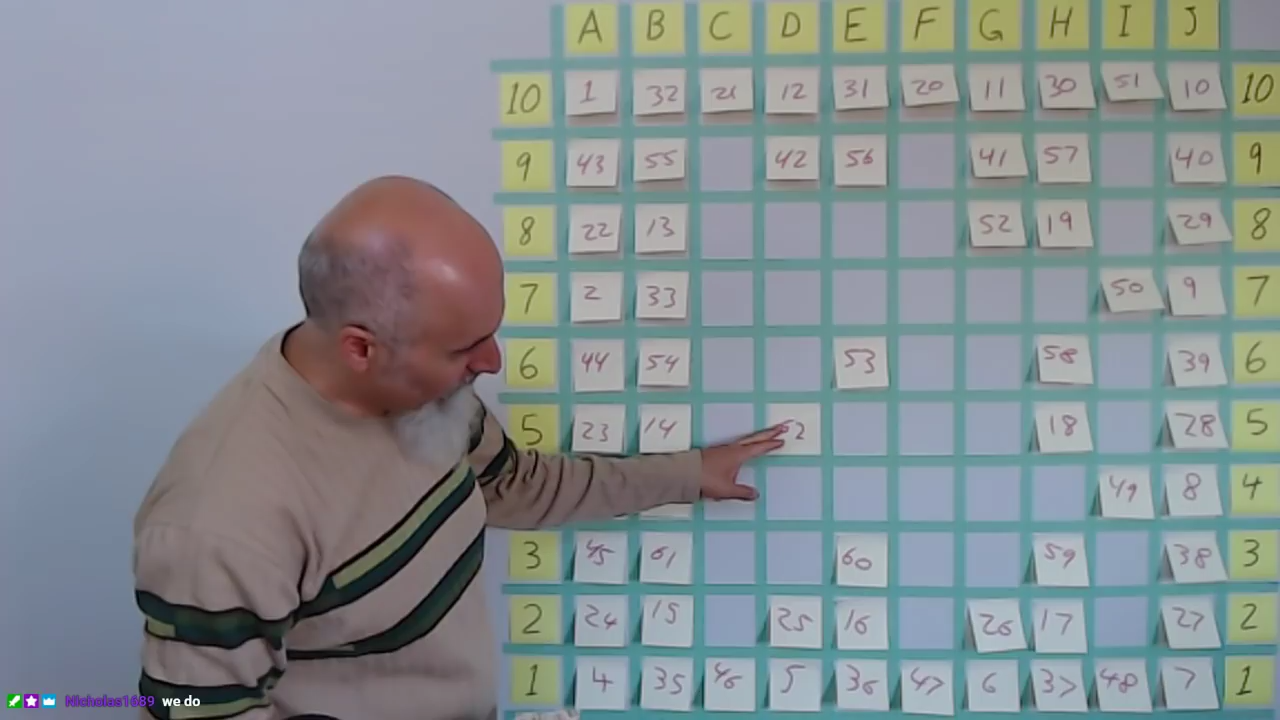 A B C D E F G H I J
10 1 32 21 12 31 20 11 30 51 10 10
9 43 55 42 56 41 57 40 9
8 22 13 52 19 29 8
7 2 33 50 9 7
6 44 54 53 58 39 6
5 23 14 62 18 28 5
49 8 4
3 45 61 60 59 38 3
2 24 15 25 16 26 17 27 2
1 4 35 46 5 36 47 6 37 48 7 1
Nicholas1689 we do